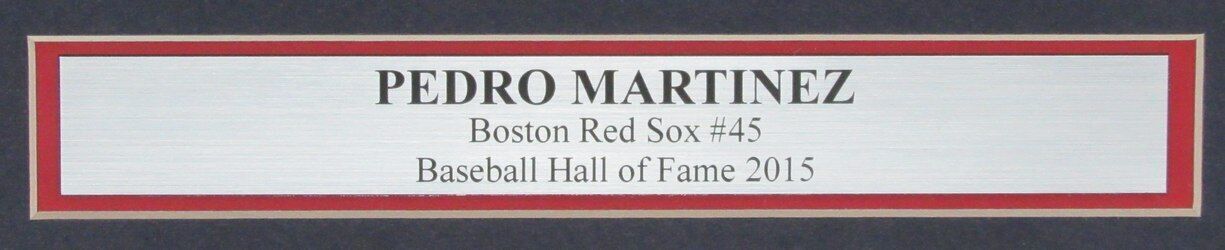 PEDRO MARTINEZ
Boston Red Sox #45
Baseball Hall of Fame 2015